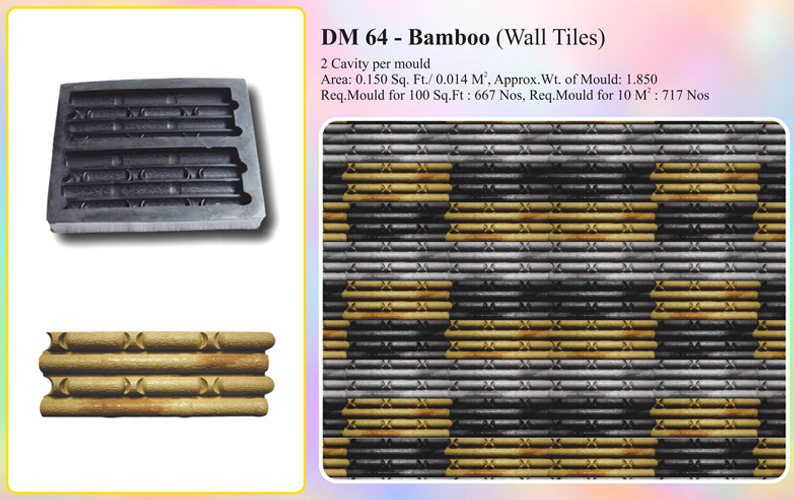 DM 64 - Bamboo (Wall Tiles)
2 Cavity per mould
Area: 0.150 Sq. Ft./ 0.014 M², Approx.Wt. of Mould: 1.850
Req.Mould for 100 Sq.Ft : 667 Nos, Req.Mould for 10 M² : 717 Nos